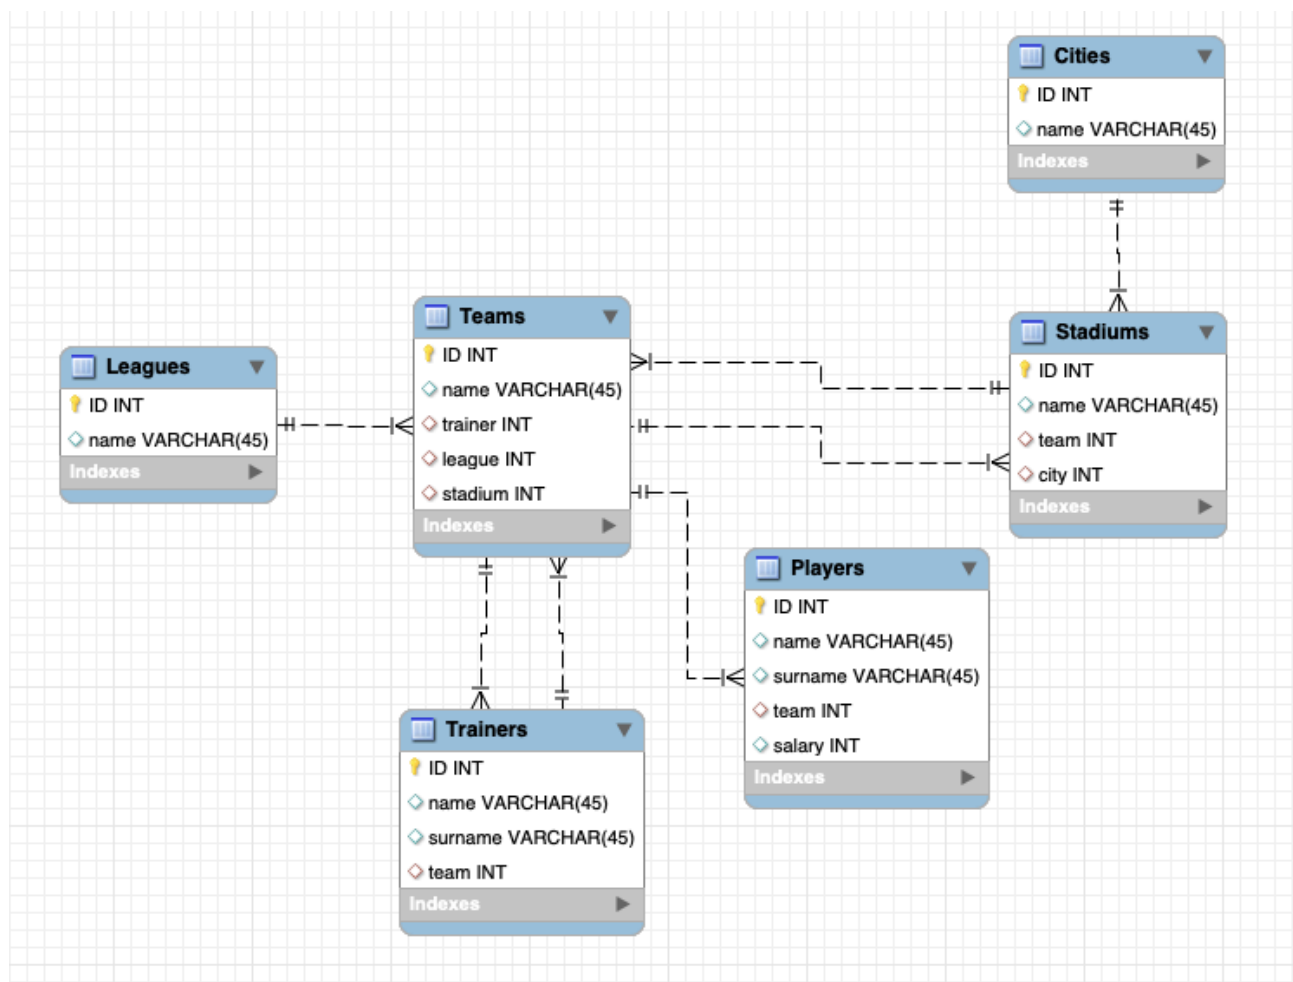 Cities
ID INT
name VARCHAR(45)
Indexes
Teams
ID INT
name VARCHAR(45)
trainer INT
league INT
stadium INT
Indexes
Leagues
ID INT
name VARCHAR(45)
Indexes
Stadiums
ID INT
name VARCHAR(45)
team INT
city INT
Indexes
Players
ID INT
name VARCHAR(45)
surname VARCHAR(45)
team INT
salary INT
Indexes
Trainers
ID INT
name VARCHAR(45)
surname VARCHAR(45)
team INT
Indexes